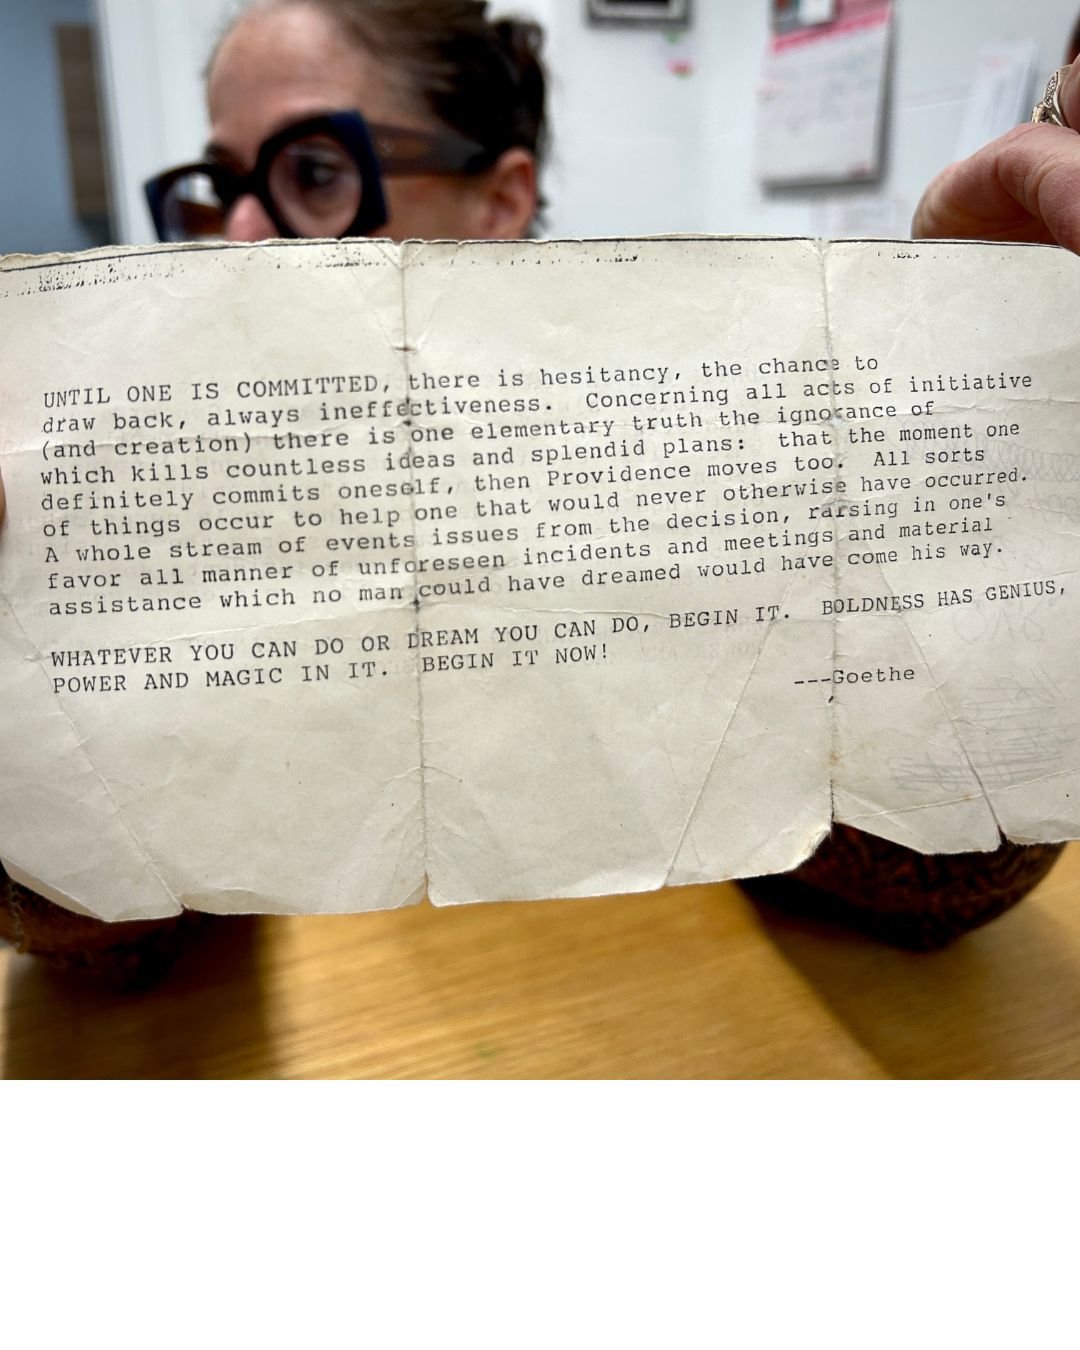 UNTIL ONE IS COMMITTED, there is hesitancy, the chance to
draw back, always ineffectiveness. Concerning all acts of initiative
(and creation) there is one elementary truth the ignorance of
which kills countless ideas and splendid plans: that the moment one
definitely commits oneself, then Providence moves too. All sorts
of things occur to help one that would never otherwise have occurred.
A whole stream of events issues from the decision, rarsing in one's
favor all manner of unforeseen incidents and meetings and material
assistance which no man could have dreamed would have come his way.
WHATEVER YOU CAN DO OR DREAM YOU CAN DO, BEGIN IT. BOLDNESS HAS GENIUS,
POWER AND MAGIC IN IT. BEGIN IT NOW!
---Goethe